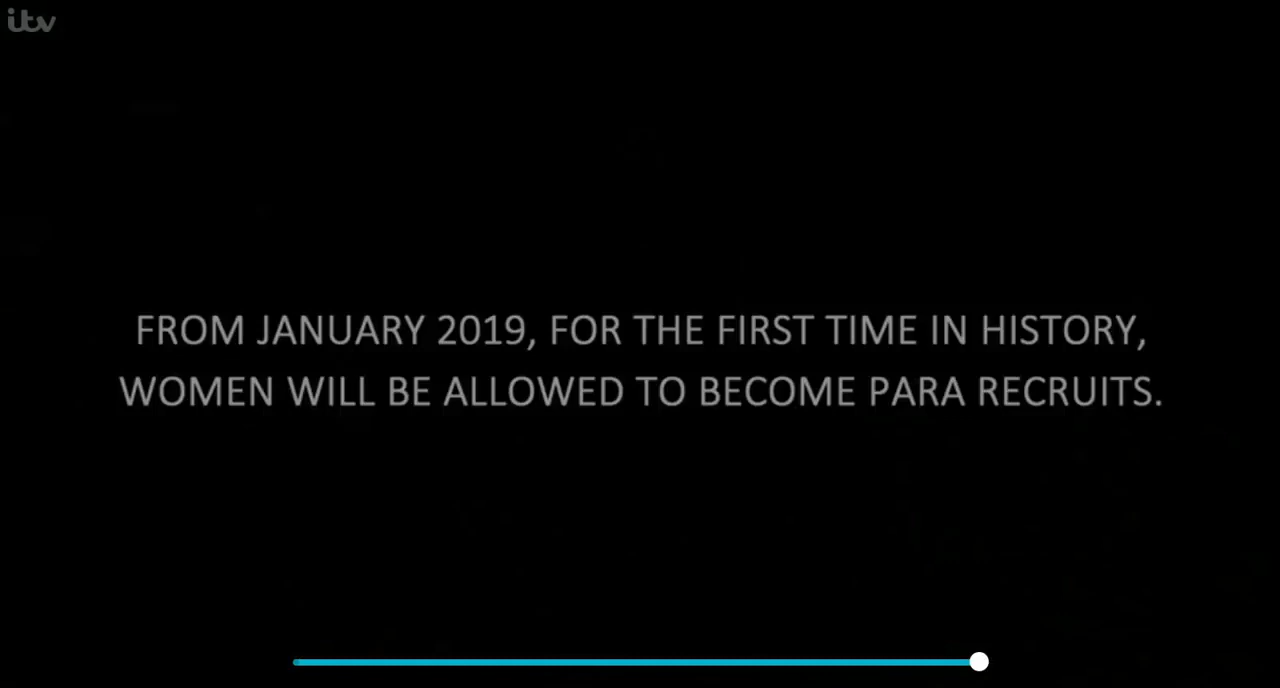 itv
FROM JANUARY 2019, FOR THE FIRST TIME IN HISTORY,
WOMEN WILL BE ALLOWED TO BECOME PARA RECRUITS.